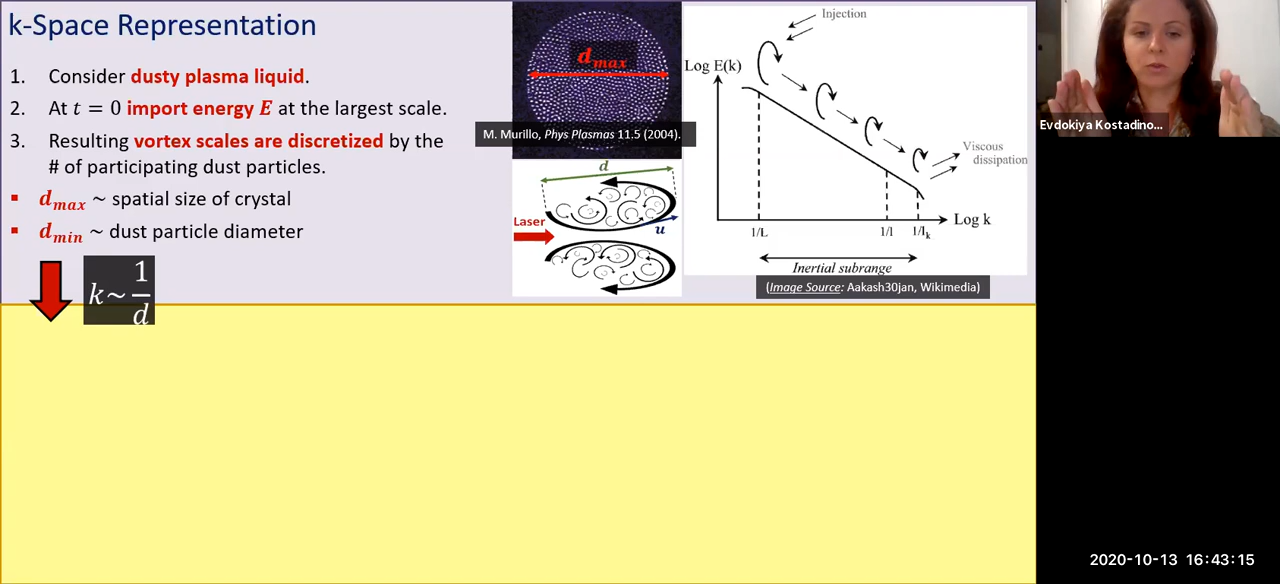 k-Space Representation
1. Consider dusty plasma liquid.
2. At t = 0 import energy E at the largest scale.
3. Resulting vortex scales are discretized by the
# of participating dust particles.
▪ d_max ~ spatial size of crystal
▪ d_min ~ dust particle diameter
k~ 1/d
d_max
M. Murillo, Phys Plasmas 11.5 (2004).
d
Laser
u
Injection
Log E(k)
Viscous
dissipation
Log k
1/L
1/l
1/l_k
Inertial subrange
(Image Source: Aakash30jan, Wikimedia)
Evdokiya Kostadino...
2020-10-13 16:43:15